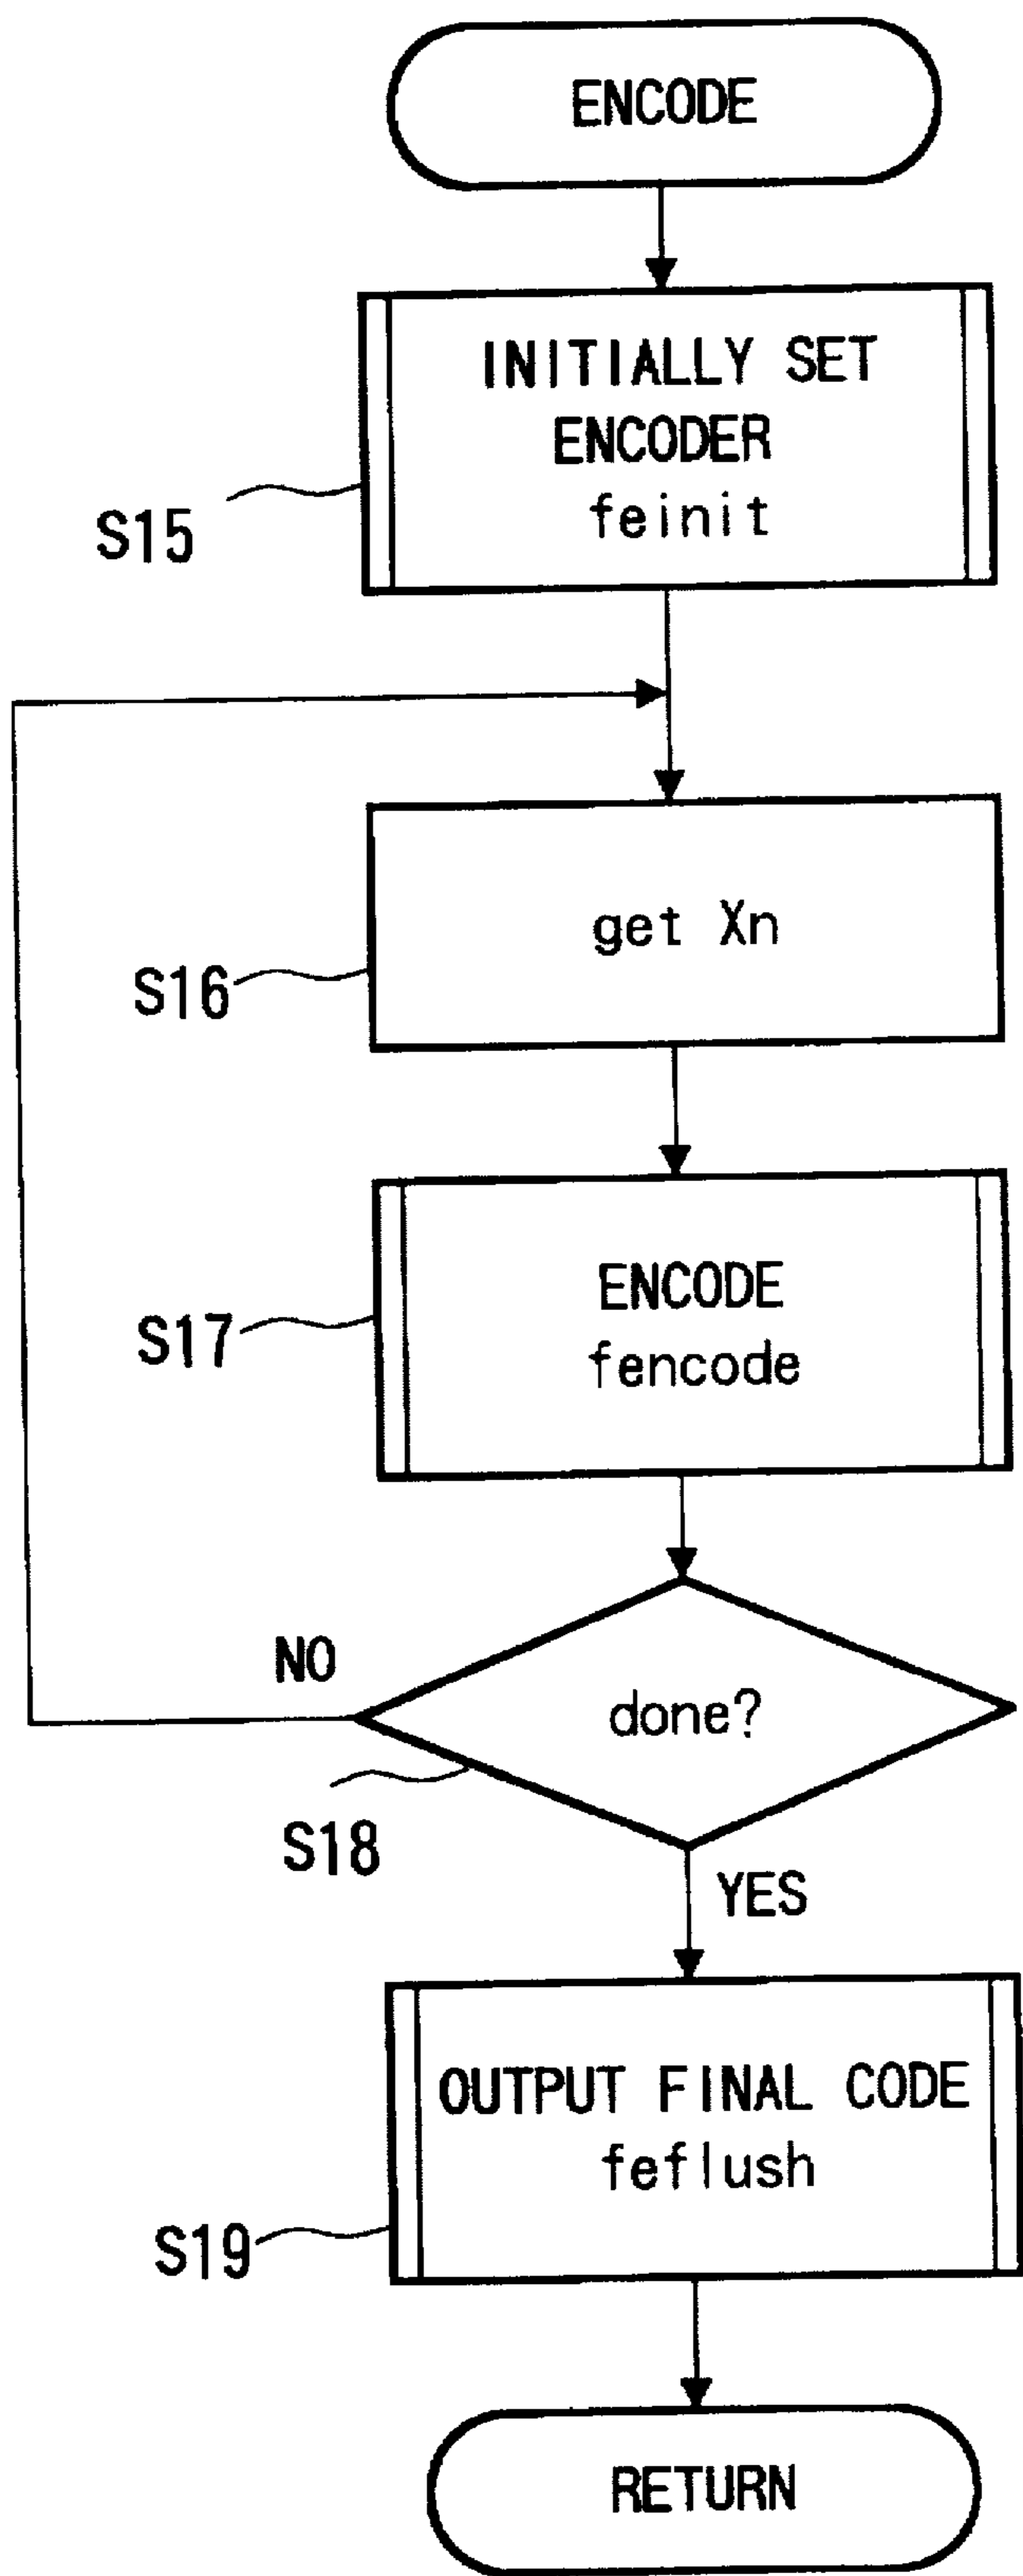 ENCODE
INITIALLY SET
ENCODER
feinit
S15
get Xn
S16
ENCODE
fencode
S17
NO
done?
S18
YES
OUTPUT FINAL CODE
feflush
S19
RETURN